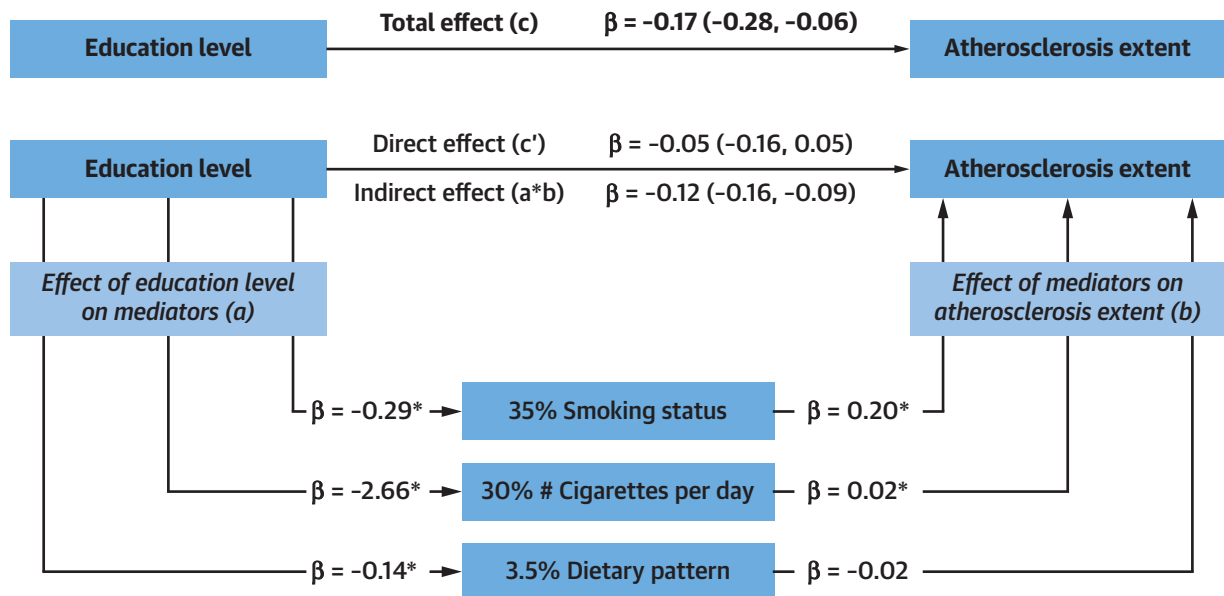 Total effect (c) β = -0.17 (-0.28, -0.06)
Education level
Atherosclerosis extent
Direct effect (c′) β = -0.05 (-0.16, 0.05)
Education level
Atherosclerosis extent
Indirect effect (a*b) β = -0.12 (-0.16, -0.09)
Effect of education level
on mediators (a)
Effect of mediators on
atherosclerosis extent (b)
β = -0.29* 35% Smoking status β = 0.20*
β = -2.66* 30% # Cigarettes per day β = 0.02*
β = -0.14* 3.5% Dietary pattern β = -0.02